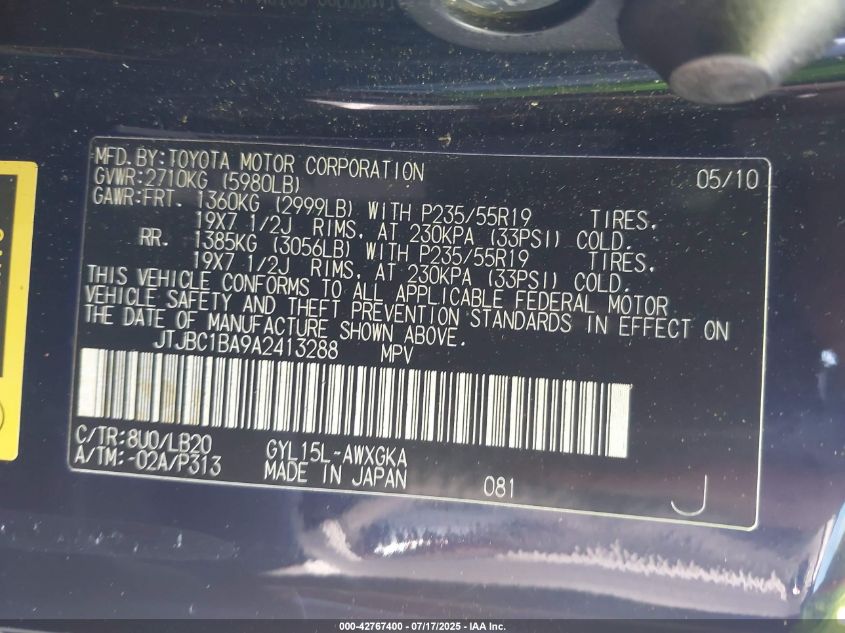 MFD.BY:TOYOTA MOTOR CORPORATION 05/10
GVWR:2710KG (5980LB)
GAWR:FRT. 1360KG (2999LB) WITH P235/55R19 TIRES,
19X7 1/2J RIMS, AT 230KPA (33PSI) COLD.
RR. 1385KG (3056LB) WITH P235/55R19 TIRES,
19X7 1/2J RIMS, AT 230KPA (33PSI) COLD.
THIS VEHICLE CONFORMS TO ALL APPLICABLE FEDERAL MOTOR
VEHICLE SAFETY AND THEFT PREVENTION STANDARDS IN EFFECT ON
THE DATE OF MANUFACTURE SHOWN ABOVE.
JTJBC1BA9A2413288 MPV
C/TR:8U0/LB20 GYL15L-AWXGKA
A/TM:-02A/P313 MADE IN JAPAN 081 J
000-42767400 - 07/17/2025 - IAA Inc.